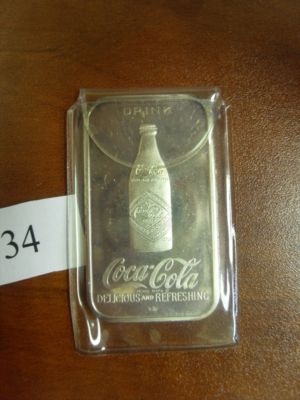 DRINK
34
Coca-Cola
DELICIOUS AND REFRESHING